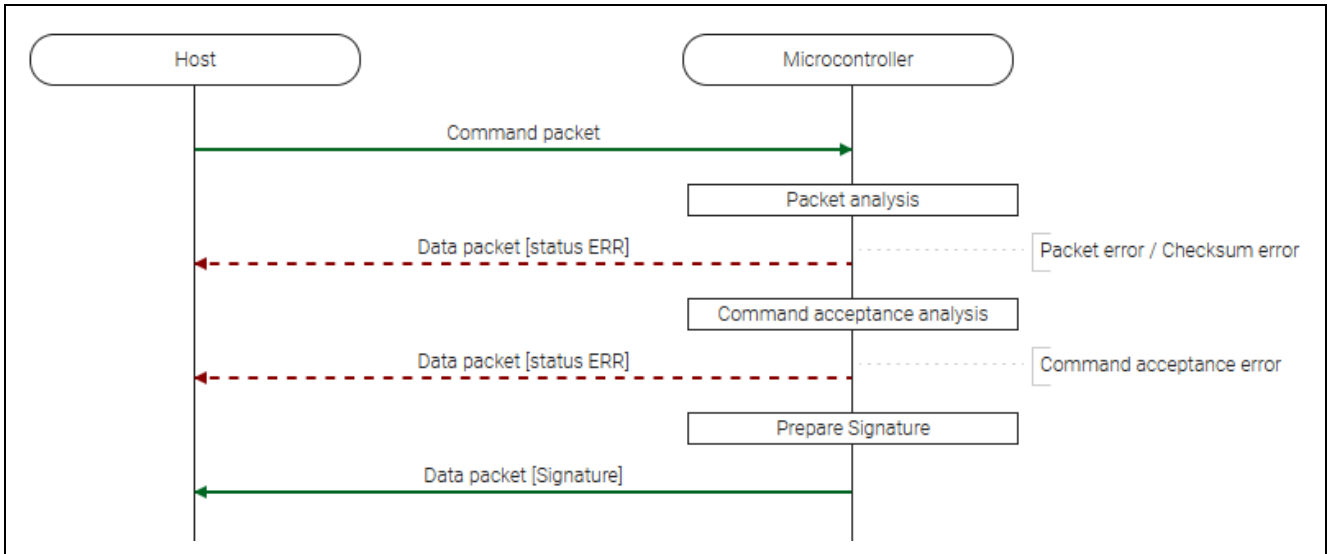 Host
Microcontroller
Command packet
Packet analysis
Data packet [status ERR]
Packet error / Checksum error
Command acceptance analysis
Data packet [status ERR]
Command acceptance error
Prepare Signature
Data packet [Signature]